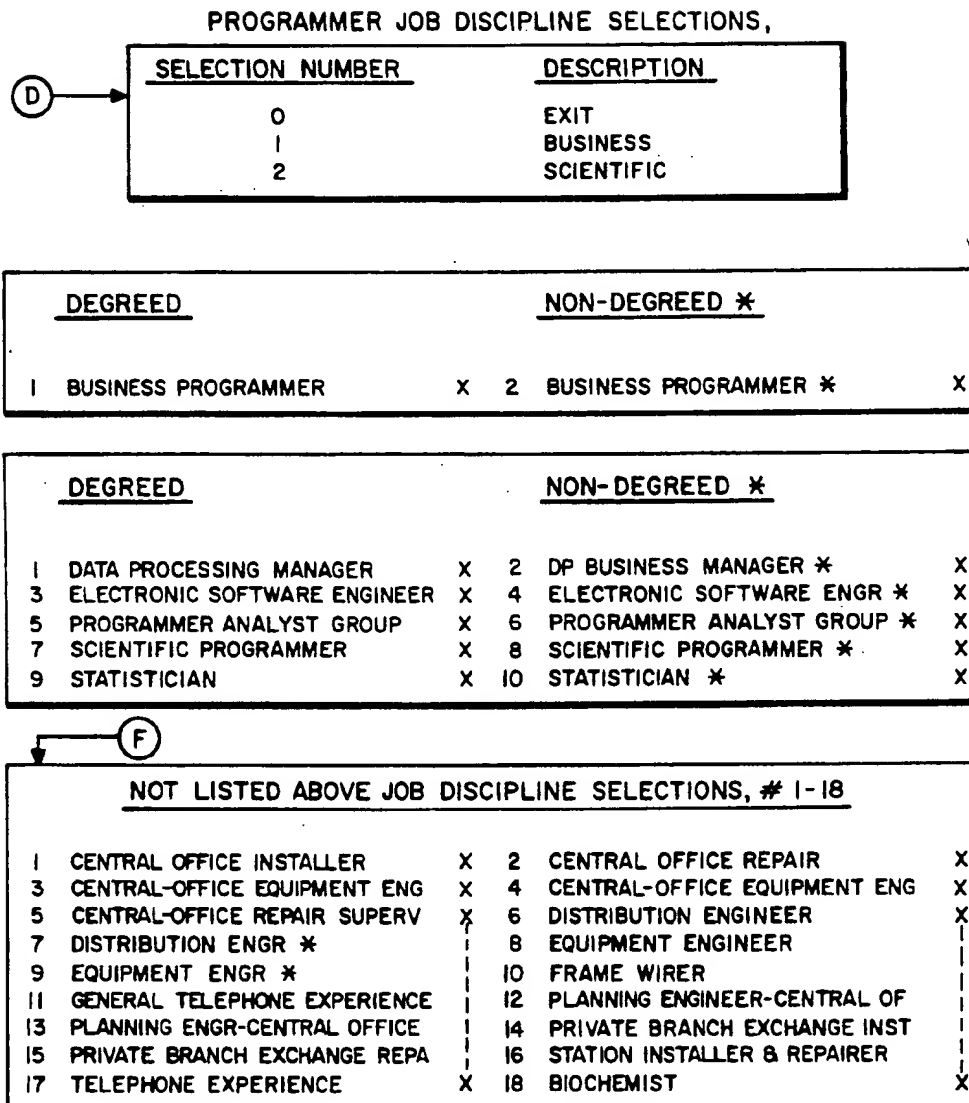 PROGRAMMER JOB DISCIPLINE SELECTIONS,
D
SELECTION NUMBER DESCRIPTION
0 EXIT
1 BUSINESS
2 SCIENTIFIC
DEGREED NON-DEGREED *
1 BUSINESS PROGRAMMER X 2 BUSINESS PROGRAMMER * X
DEGREED NON-DEGREED *
1 DATA PROCESSING MANAGER X 2 DP BUSINESS MANAGER * X
3 ELECTRONIC SOFTWARE ENGINEER X 4 ELECTRONIC SOFTWARE ENGR * X
5 PROGRAMMER ANALYST GROUP X 6 PROGRAMMER ANALYST GROUP * X
7 SCIENTIFIC PROGRAMMER X 8 SCIENTIFIC PROGRAMMER * X
9 STATISTICIAN X 10 STATISTICIAN * X
F
NOT LISTED ABOVE JOB DISCIPLINE SELECTIONS, # 1-18
1 CENTRAL OFFICE INSTALLER X 2 CENTRAL OFFICE REPAIR X
3 CENTRAL-OFFICE EQUIPMENT ENG X 4 CENTRAL-OFFICE EQUIPMENT ENG X
5 CENTRAL-OFFICE REPAIR SUPERV X 6 DISTRIBUTION ENGINEER X
7 DISTRIBUTION ENGR * 8 EQUIPMENT ENGINEER
9 EQUIPMENT ENGR * 10 FRAME WIRER
11 GENERAL TELEPHONE EXPERIENCE 12 PLANNING ENGINEER-CENTRAL OF
13 PLANNING ENGR-CENTRAL OFFICE 14 PRIVATE BRANCH EXCHANGE INST
15 PRIVATE BRANCH EXCHANGE REPA 16 STATION INSTALLER & REPAIRER
17 TELEPHONE EXPERIENCE X 18 BIOCHEMIST X